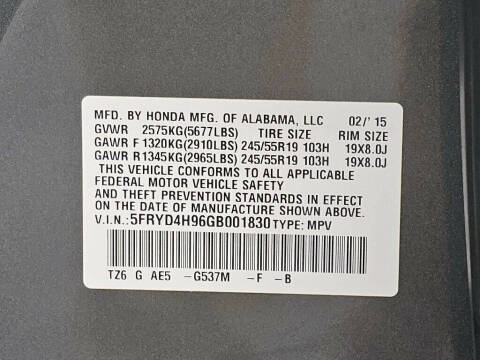 MFD. BY HONDA MFG. OF ALABAMA, LLC 02/'15
GVWR 2575KG(5677LBS) TIRE SIZE RIM SIZE
GAWR F 1320KG(2910LBS) 245/55R19 103H 19X8.0J
GAWR R1345KG(2965LBS) 245/55R19 103H 19X8.0J
THIS VEHICLE CONFORMS TO ALL APPLICABLE
FEDERAL MOTOR VEHICLE SAFETY
AND THEFT PREVENTION STANDARDS IN EFFECT
ON THE DATE OF MANUFACTURE SHOWN ABOVE.
V.I.N.: 5FRYD4H96GB001830 TYPE: MPV
TZ6 G AE5 -G537M -F -B